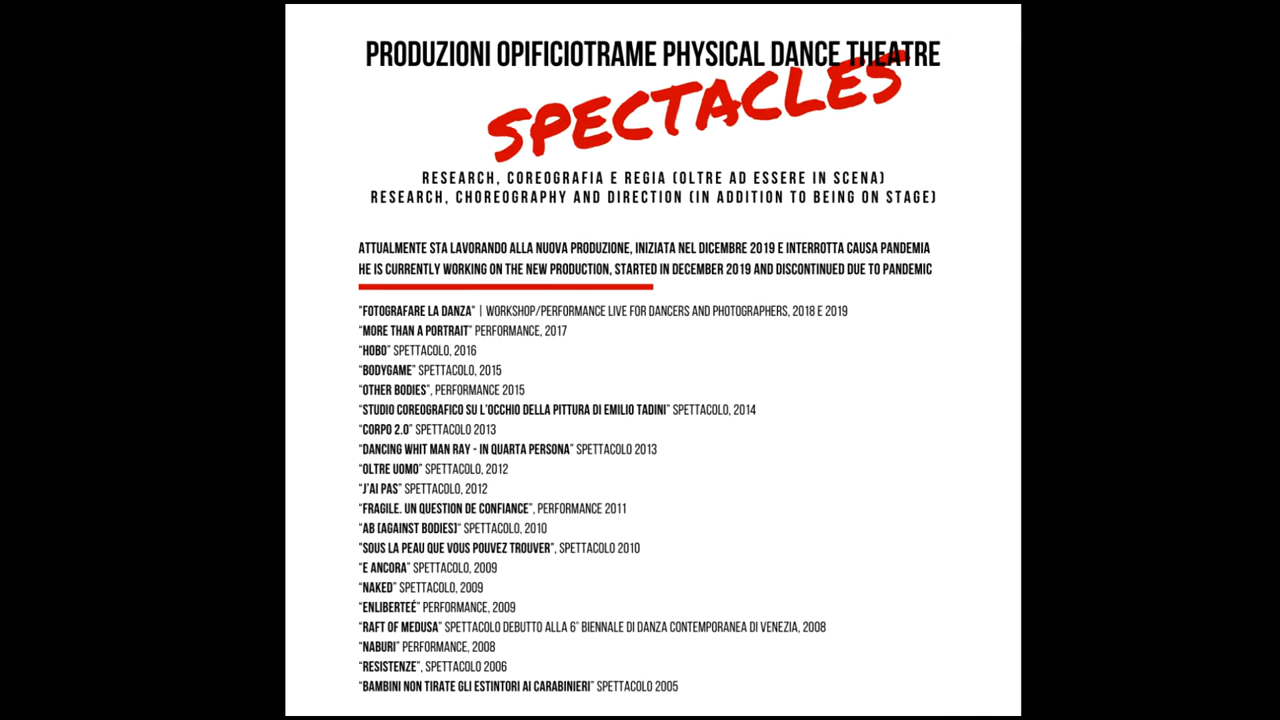 PRODUZIONI OPIFICIOTRAME PHYSICAL DANCE THEATRE
SPECTACLES
RESEARCH, COREOGRAFIA E REGIA (OLTRE AD ESSERE IN SCENA)
RESEARCH, CHOREOGRAPHY AND DIRECTION (IN ADDITION TO BEING ON STAGE)
ATTUALMENTE STA LAVORANDO ALLA NUOVA PRODUZIONE, INIZIATA NEL DICEMBRE 2019 E INTERROTTA CAUSA PANDEMIA
HE IS CURRENTLY WORKING ON THE NEW PRODUCTION, STARTED IN DECEMBER 2019 AND DISCONTINUED DUE TO PANDEMIC
"FOTOGRAFARE LA DANZA" | WORKSHOP/PERFORMANCE LIVE FOR DANCERS AND PHOTOGRAPHERS, 2018 E 2019
“MORE THAN A PORTRAIT” PERFORMANCE, 2017
“HOBO” SPETTACOLO, 2016
“BODYGAME” SPETTACOLO, 2015
“OTHER BODIES”, PERFORMANCE 2015
“STUDIO COREOGRAFICO SU L’OCCHIO DELLA PITTURA DI EMILIO TADINI” SPETTACOLO, 2014
“CORPO 2.0” SPETTACOLO 2013
“DANCING WHIT MAN RAY - IN QUARTA PERSONA” SPETTACOLO 2013
“OLTRE UOMO” SPETTACOLO, 2012
“J’AI PAS” SPETTACOLO, 2012
“FRAGILE. UN QUESTION DE CONFIANCE”, PERFORMANCE 2011
“AB [AGAINST BODIES]“ SPETTACOLO, 2010
"SOUS LA PEAU QUE VOUS POUVEZ TROUVER", SPETTACOLO 2010
“E ANCORA” SPETTACOLO, 2009
“NAKED” SPETTACOLO, 2009
“ENLIBERTEÉ” PERFORMANCE, 2009
“RAFT OF MEDUSA” SPETTACOLO DEBUTTO ALLA 6° BIENNALE DI DANZA CONTEMPORANEA DI VENEZIA, 2008
“NABURI” PERFORMANCE, 2008
“RESISTENZE”, SPETTACOLO 2006
“BAMBINI NON TIRATE GLI ESTINTORI AI CARABINIERI” SPETTACOLO 2005